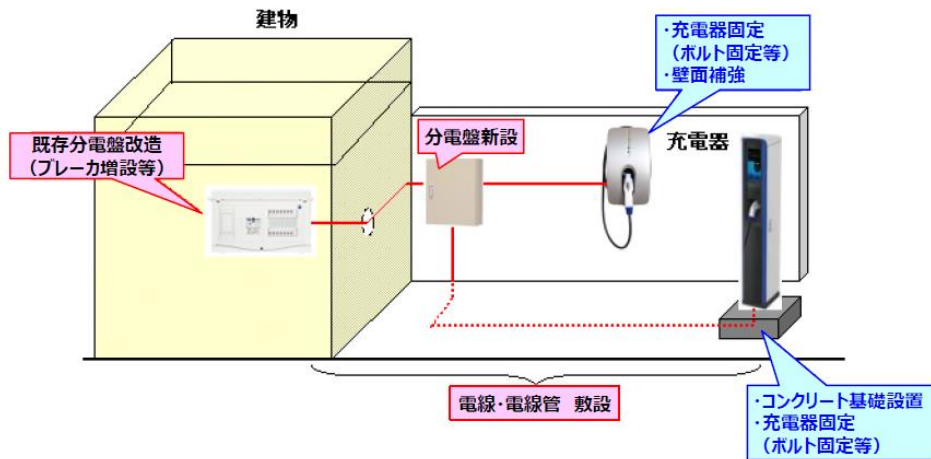 建物
・充電器固定
（ボルト固定等）
・壁面補強
既存分電盤改造
（ブレーカ増設等）
分電盤新設
充電器
電線・電線管 敷設
・コンクリート基礎設置
・充電器固定
（ボルト固定等）